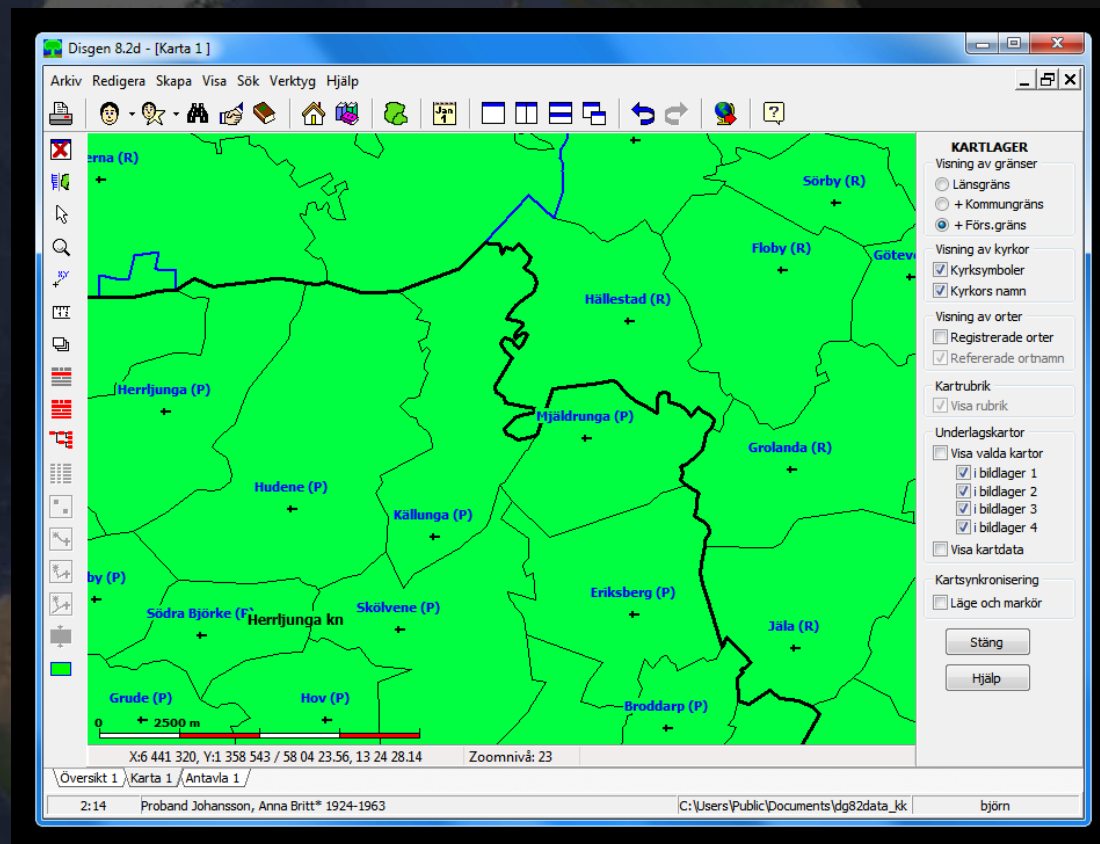 Disgen 8.2d - [Karta 1 ]
Arkiv Redigera Skapa Visa Sök Verktyg Hjälp
Jan
1
xy
erna (R)
Sörby (R)
Floby (R)
Götev
Hällestad (R)
Herrljunga (P)
Mjäldrunga (P)
Grolanda (R)
Hudene (P)
Källunga (P)
by (P)
Eriksberg (P)
Södra Björke (P)
Herrljunga kn
Skölvene (P)
Jäla (R)
Grude (P)
Hov (P)
Broddarp (P)
0 2500 m
KARTLAGER
Visning av gränser
Länsgräns
+ Kommungräns
+ Förs.gräns
Visning av kyrkor
Kyrksymboler
Kyrkors namn
Visning av orter
Registrerade orter
Refererade ortnamn
Kartrubrik
Visa rubrik
Underlagskartor
Visa valda kartor
i bildlager 1
i bildlager 2
i bildlager 3
i bildlager 4
Visa kartdata
Kartsynkronisering
Läge och markör
Stäng
Hjälp
X:6 441 320, Y:1 358 543 / 58 04 23.56, 13 24 28.14 Zoomnivå: 23
Översikt 1 Karta 1 Antavla 1
2:14 Proband Johansson, Anna Britt* 1924-1963 C:\Users\Public\Documents\dg82data_kk björn